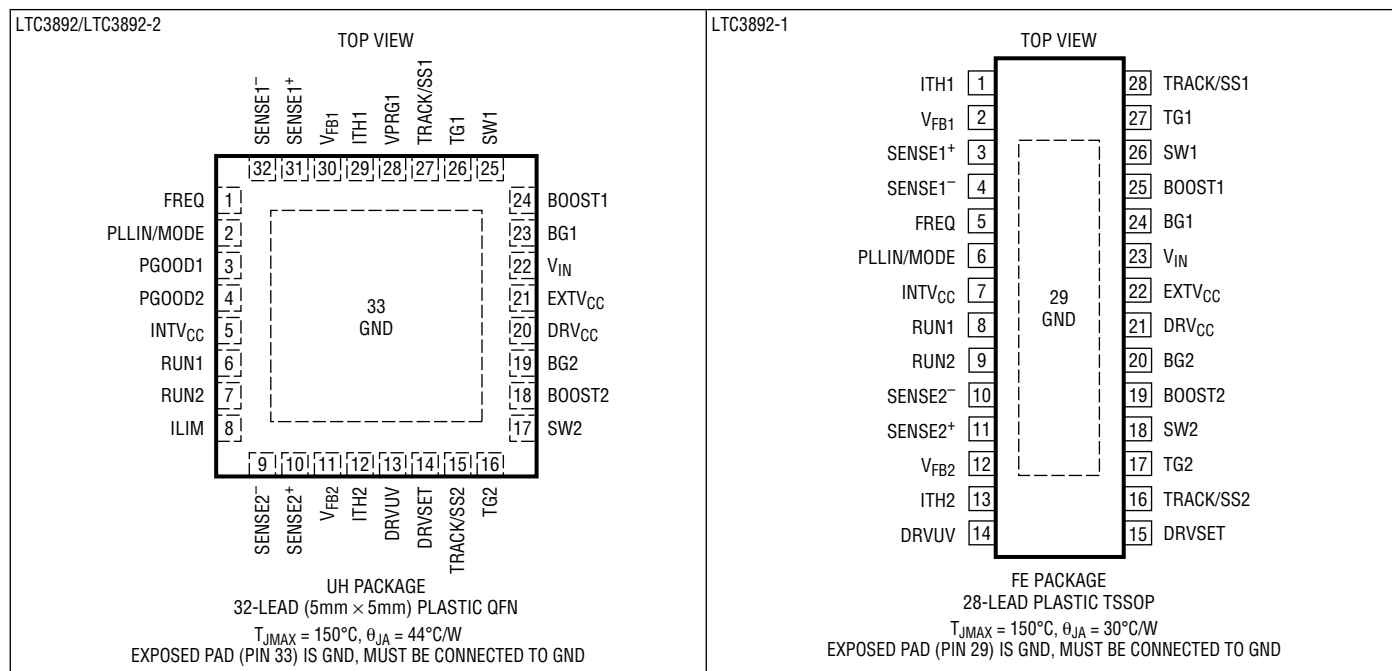 LTC3892/LTC3892-2
TOP VIEW
SENSE1⁻
SENSE1⁺
VFB1
ITH1
VPRG1
TRACK/SS1
TG1
SW1
32 31 30 29 28 27 26 25
FREQ 1
PLLIN/MODE 2
PGOOD1 3
PGOOD2 4
INTVCC 5
RUN1 6
RUN2 7
ILIM 8
33
GND
24 BOOST1
23 BG1
22 VIN
21 EXTVCC
20 DRVCC
19 BG2
18 BOOST2
17 SW2
9 10 11 12 13 14 15 16
SENSE2⁻
SENSE2⁺
VFB2
ITH2
DRVUV
DRVSET
TRACK/SS2
TG2
UH PACKAGE
32-LEAD (5mm × 5mm) PLASTIC QFN
TJMAX = 150°C, θJA = 44°C/W
EXPOSED PAD (PIN 33) IS GND, MUST BE CONNECTED TO GND
LTC3892-1
TOP VIEW
ITH1 1
VFB1 2
SENSE1⁺ 3
SENSE1⁻ 4
FREQ 5
PLLIN/MODE 6
INTVCC 7
RUN1 8
RUN2 9
SENSE2⁻ 10
SENSE2⁺ 11
VFB2 12
ITH2 13
DRVUV 14
29
GND
28 TRACK/SS1
27 TG1
26 SW1
25 BOOST1
24 BG1
23 VIN
22 EXTVCC
21 DRVCC
20 BG2
19 BOOST2
18 SW2
17 TG2
16 TRACK/SS2
15 DRVSET
FE PACKAGE
28-LEAD PLASTIC TSSOP
TJMAX = 150°C, θJA = 30°C/W
EXPOSED PAD (PIN 29) IS GND, MUST BE CONNECTED TO GND